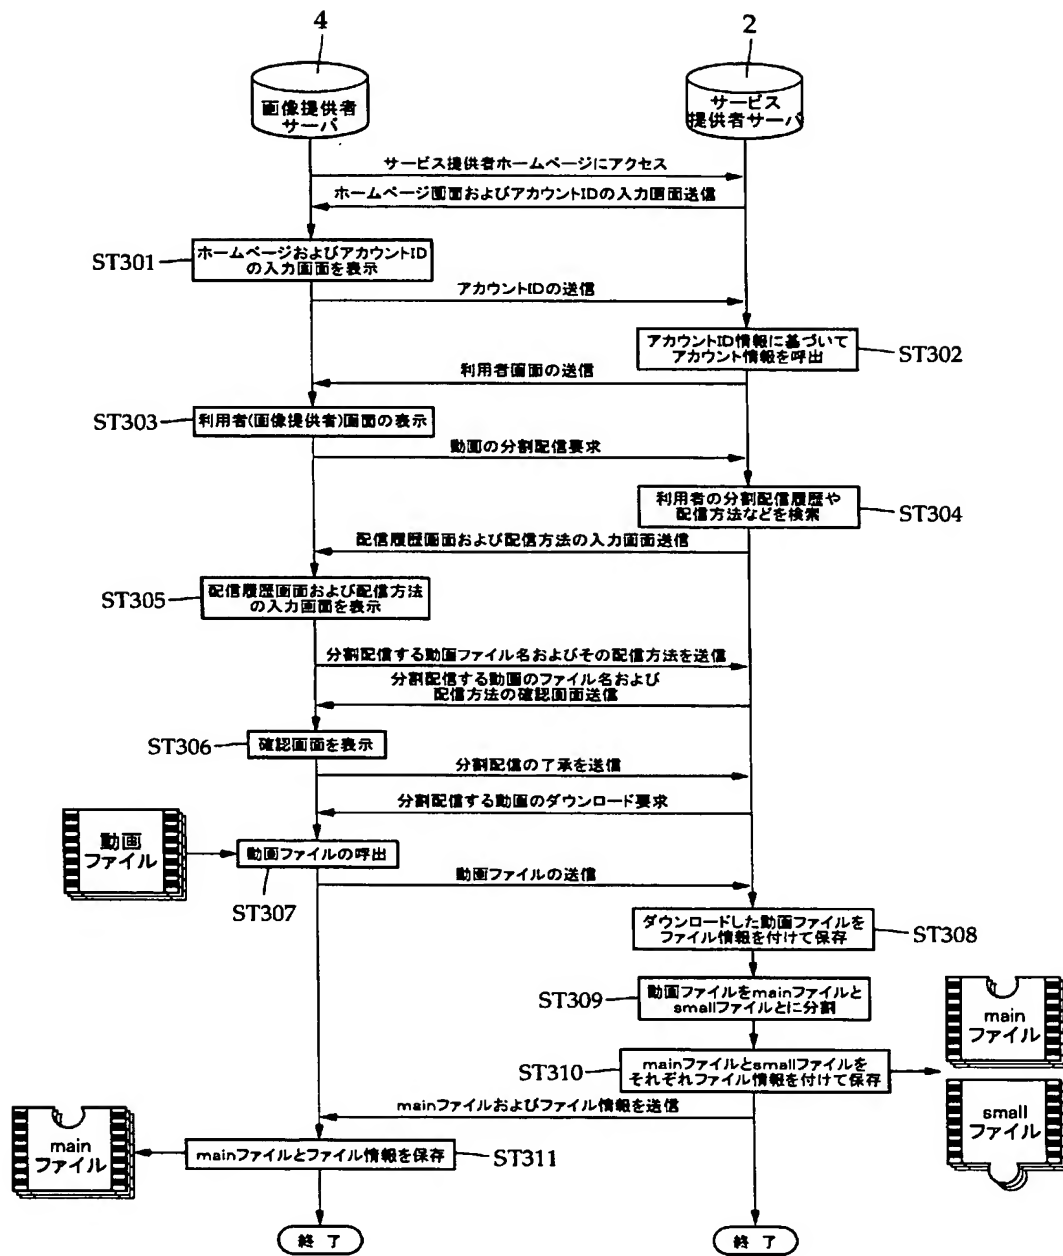 4
2
画像提供者
サーバ
サービス
提供者サーバ
サービス提供者ホームページにアクセス
ホームページ画面およびアカウントIDの入力画面送信
ST301
ホームページおよびアカウントID
の入力画面を表示
アカウントIDの送信
アカウントID情報に基づいて
アカウント情報を呼出
ST302
利用者画面の送信
ST303
利用者(画像提供者)画面の表示
動画の分割配信要求
利用者の分割配信履歴や
配信方法などを検索
ST304
配信履歴画面および配信方法の入力画面送信
ST305
配信履歴画面および配信方法
の入力画面を表示
分割配信する動画ファイル名およびその配信方法を送信
分割配信する動画のファイル名および
配信方法の確認画面送信
ST306
確認画面を表示
分割配信の了承を送信
分割配信する動画のダウンロード要求
動画
ファイル
動画ファイルの呼出
ST307
動画ファイルの送信
ダウンロードした動画ファイルを
ファイル情報を付けて保存
ST308
ST309
動画ファイルをmainファイルと
smallファイルとに分割
main
ファイル
ST310
mainファイルとsmallファイルを
それぞれファイル情報を付けて保存
small
ファイル
mainファイルおよびファイル情報を送信
main
ファイル
mainファイルとファイル情報を保存
ST311
終了
終了